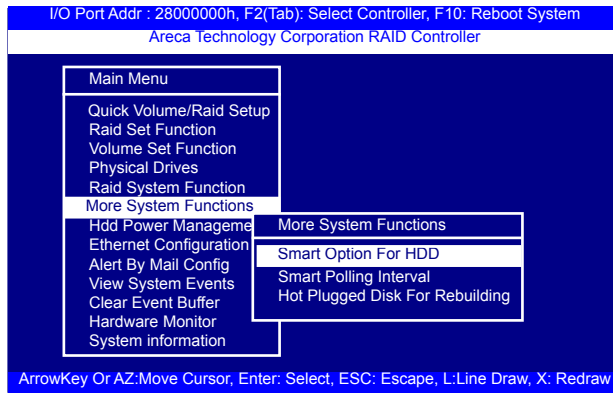 I/O Port Addr : 28000000h, F2(Tab): Select Controller, F10: Reboot System
Areca Technology Corporation RAID Controller
Main Menu
Quick Volume/Raid Setup
Raid Set Function
Volume Set Function
Physical Drives
Raid System Function
More System Functions
Hdd Power Manageme
Ethernet Configuration
Alert By Mail Config
View System Events
Clear Event Buffer
Hardware Monitor
System information
More System Functions
Smart Option For HDD
Smart Polling Interval
Hot Plugged Disk For Rebuilding
ArrowKey Or AZ:Move Cursor, Enter: Select, ESC: Escape, L:Line Draw, X: Redraw